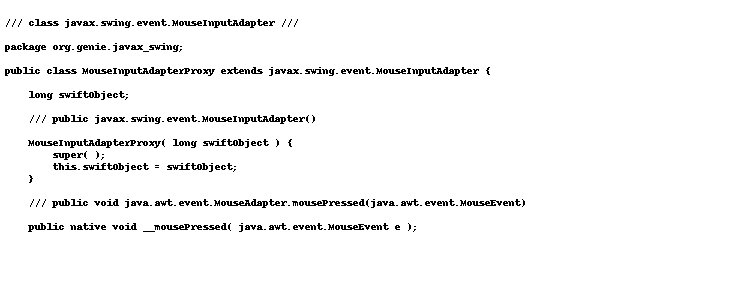 /// class javax.swing.event.MouseInputAdapter ///
package org.genie.javax_swing;
public class MouseInputAdapterProxy extends javax.swing.event.MouseInputAdapter {
long swiftObject;
/// public javax.swing.event.MouseInputAdapter()
MouseInputAdapterProxy( long swiftObject ) {
super( );
this.swiftObject = swiftObject;
}
/// public void java.awt.event.MouseAdapter.mousePressed(java.awt.event.MouseEvent)
public native void __mousePressed( java.awt.event.MouseEvent e );